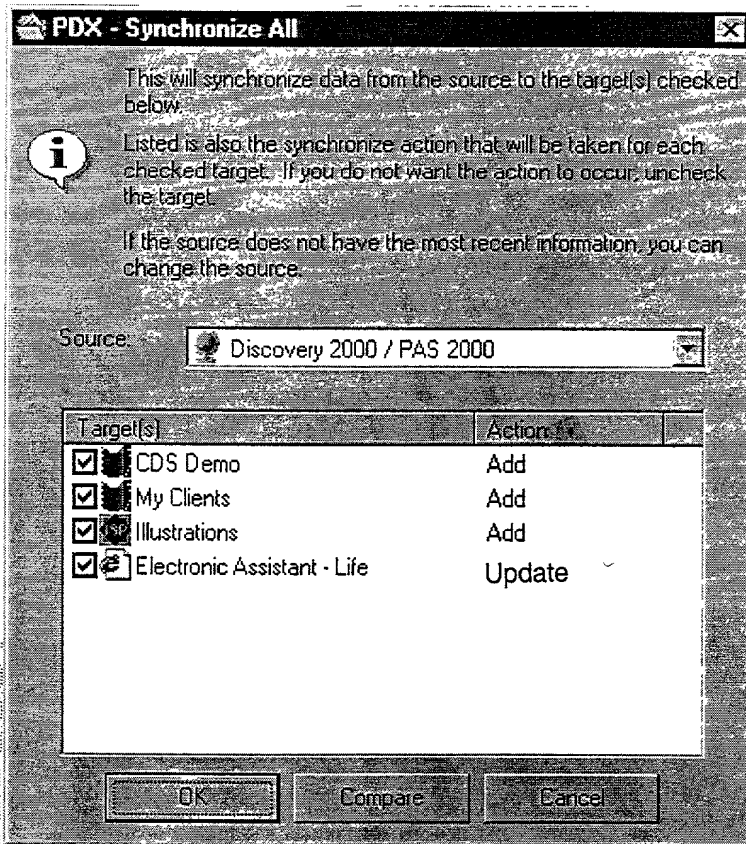 PDX - Synchronize All
This will synchronize data from the source to the target(s) checked
below.
Listed is also the synchronize action that will be taken for each
checked target. If you do not want the action to occur, uncheck
the target.
If the source does not have the most recent information, you can
change the source.
Source:
Discovery 2000 / PAS 2000
Target(s) Action
CDS Demo Add
My Clients Add
Illustrations Add
Electronic Assistant - Life Update
OK Compare Cancel